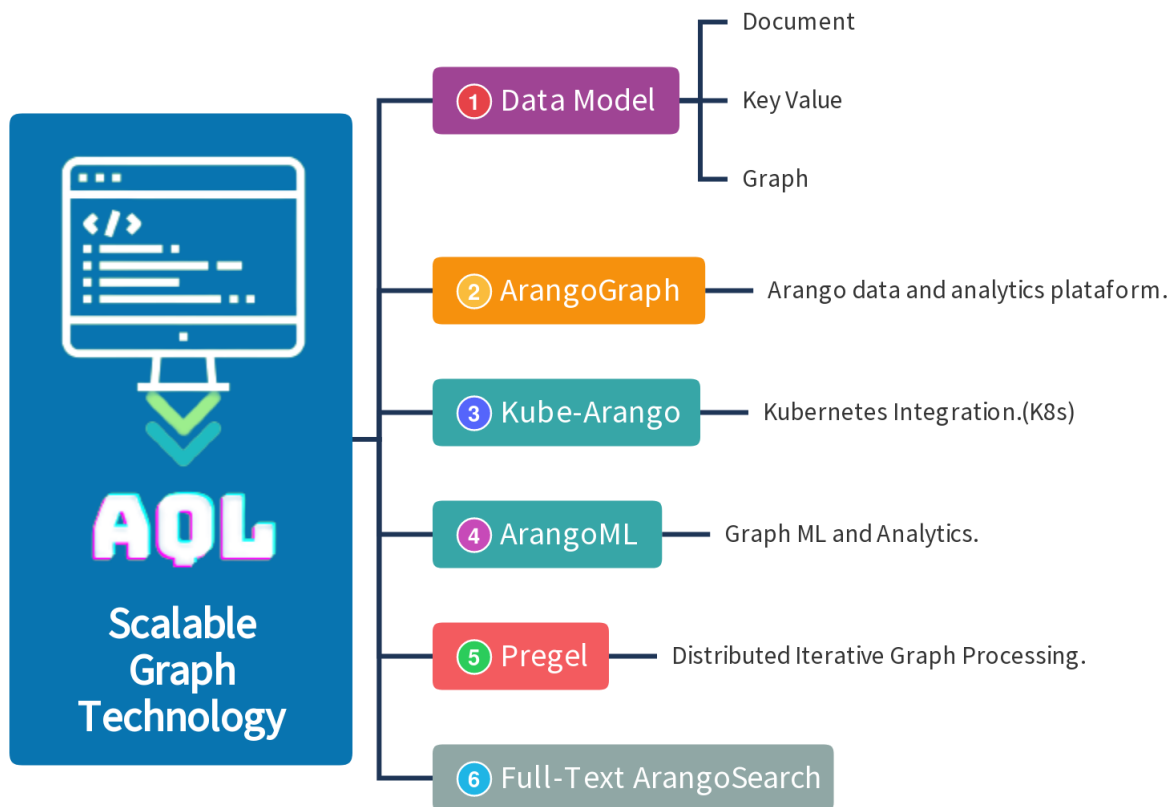 </>
AQL
Scalable
Graph
Technology
1 Data Model
Document
Key Value
Graph
2 ArangoGraph
Arango data and analytics plataform.
3 Kube-Arango
Kubernetes Integration.(K8s)
4 ArangoML
Graph ML and Analytics.
5 Pregel
Distributed Iterative Graph Processing.
6 Full-Text ArangoSearch